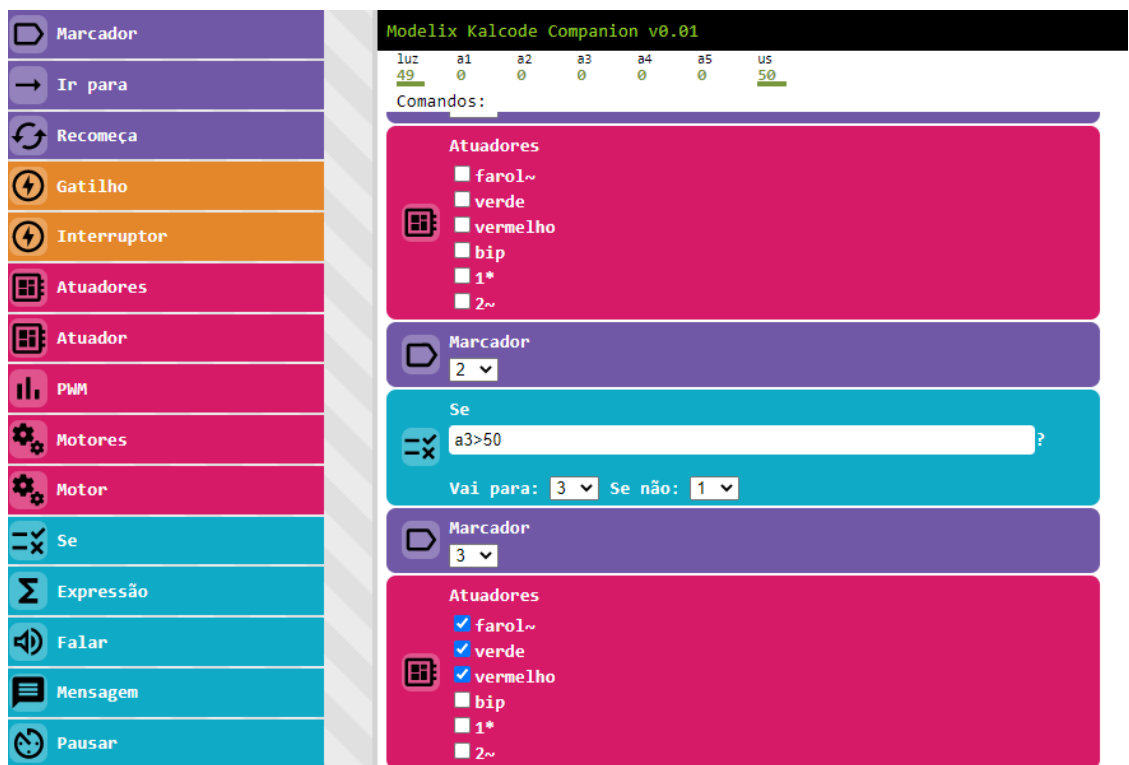 Marcador
Ir para
Recomeça
Gatilho
Interruptor
Atuadores
Atuador
PWM
Motores
Motor
Se
Expressão
Falar
Mensagem
Pausar
Modelix Kalcode Companion v0.01
luz a1 a2 a3 a4 a5 us
49 0 0 0 0 0 50
Comandos:
Atuadores
farol~
verde
vermelho
bip
1*
2~
Marcador
2
Se
a3>50 ?
Vai para: 3 Se não: 1
Marcador
3
Atuadores
farol~
verde
vermelho
bip
1*
2~